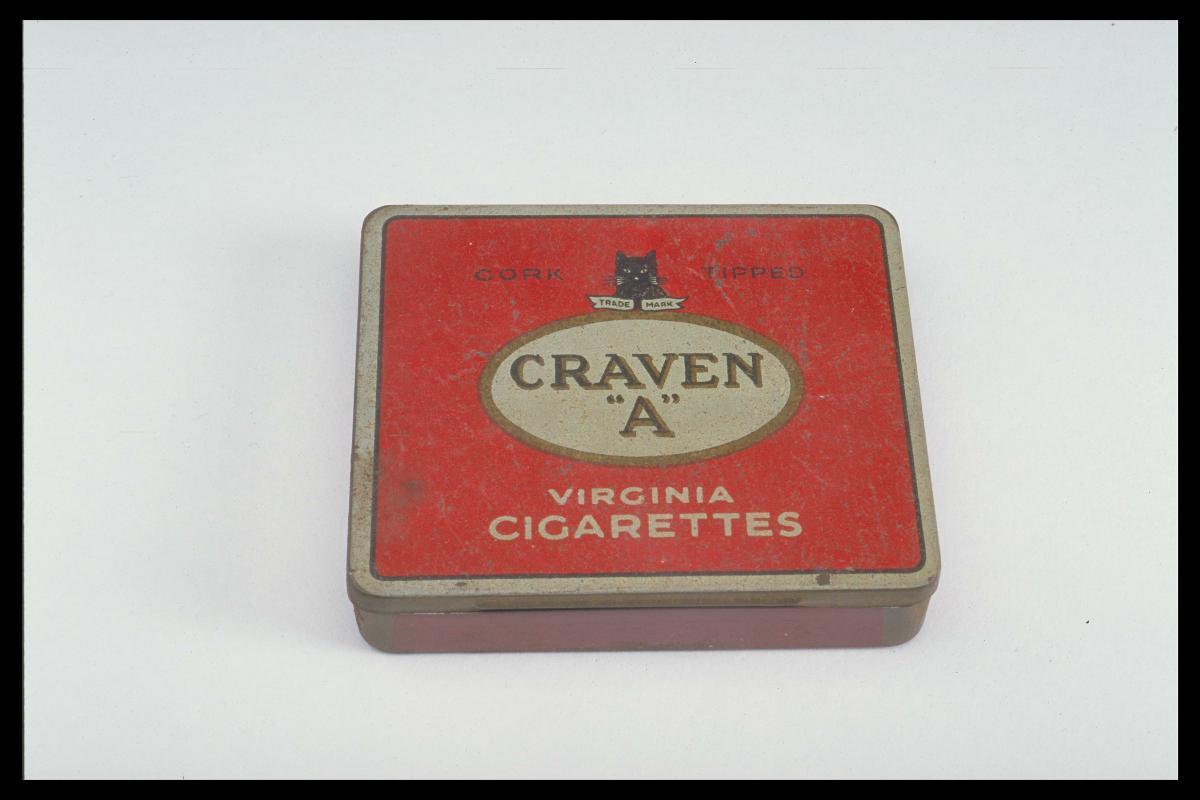 CORK TIPPED
TRADE MARK
CRAVEN
"A"
VIRGINIA
CIGARETTES